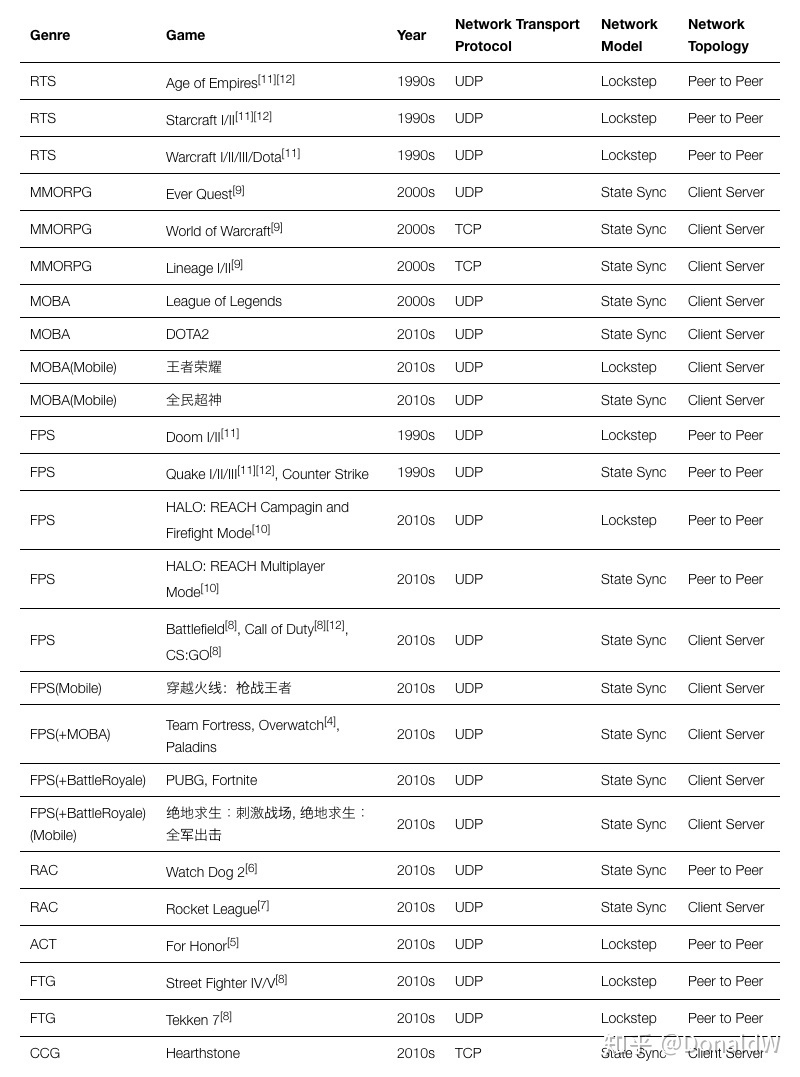 Genre Game Year Network Transport Protocol Network Model Network Topology
RTS Age of Empires[11][12] 1990s UDP Lockstep Peer to Peer
RTS Starcraft I/II[11][12] 1990s UDP Lockstep Peer to Peer
RTS Warcraft I/II/III/Dota[11] 1990s UDP Lockstep Peer to Peer
MMORPG Ever Quest[9] 2000s UDP State Sync Client Server
MMORPG World of Warcraft[9] 2000s TCP State Sync Client Server
MMORPG Lineage I/II[9] 2000s TCP State Sync Client Server
MOBA League of Legends 2000s UDP State Sync Client Server
MOBA DOTA2 2010s UDP State Sync Client Server
MOBA(Mobile) 王者荣耀 2010s UDP Lockstep Client Server
MOBA(Mobile) 全民超神 2010s UDP State Sync Client Server
FPS Doom I/II[11] 1990s UDP Lockstep Peer to Peer
FPS Quake I/II/III[11][12], Counter Strike 1990s UDP State Sync Peer to Peer
FPS HALO: REACH Campagin and Firefight Mode[10] 2010s UDP Lockstep Peer to Peer
FPS HALO: REACH Multiplayer Mode[10] 2010s UDP State Sync Peer to Peer
FPS Battlefield[8], Call of Duty[8][12], CS:GO[8] 2010s UDP State Sync Client Server
FPS(Mobile) 穿越火线：枪战王者 2010s UDP State Sync Client Server
FPS(+MOBA) Team Fortress, Overwatch[4], Paladins 2010s UDP State Sync Client Server
FPS(+BattleRoyale) PUBG, Fortnite 2010s UDP State Sync Client Server
FPS(+BattleRoyale)(Mobile) 绝地求生：刺激战场, 绝地求生：全军出击 2010s UDP State Sync Client Server
RAC Watch Dog 2[6] 2010s UDP State Sync Peer to Peer
RAC Rocket League[7] 2010s UDP State Sync Client Server
ACT For Honor[5] 2010s UDP Lockstep Peer to Peer
FTG Street Fighter IV/V[8] 2010s UDP Lockstep Peer to Peer
FTG Tekken 7[8] 2010s UDP Lockstep Peer to Peer
CCG Hearthstone 2010s TCP State Sync Client Server
知乎 @DonaldW